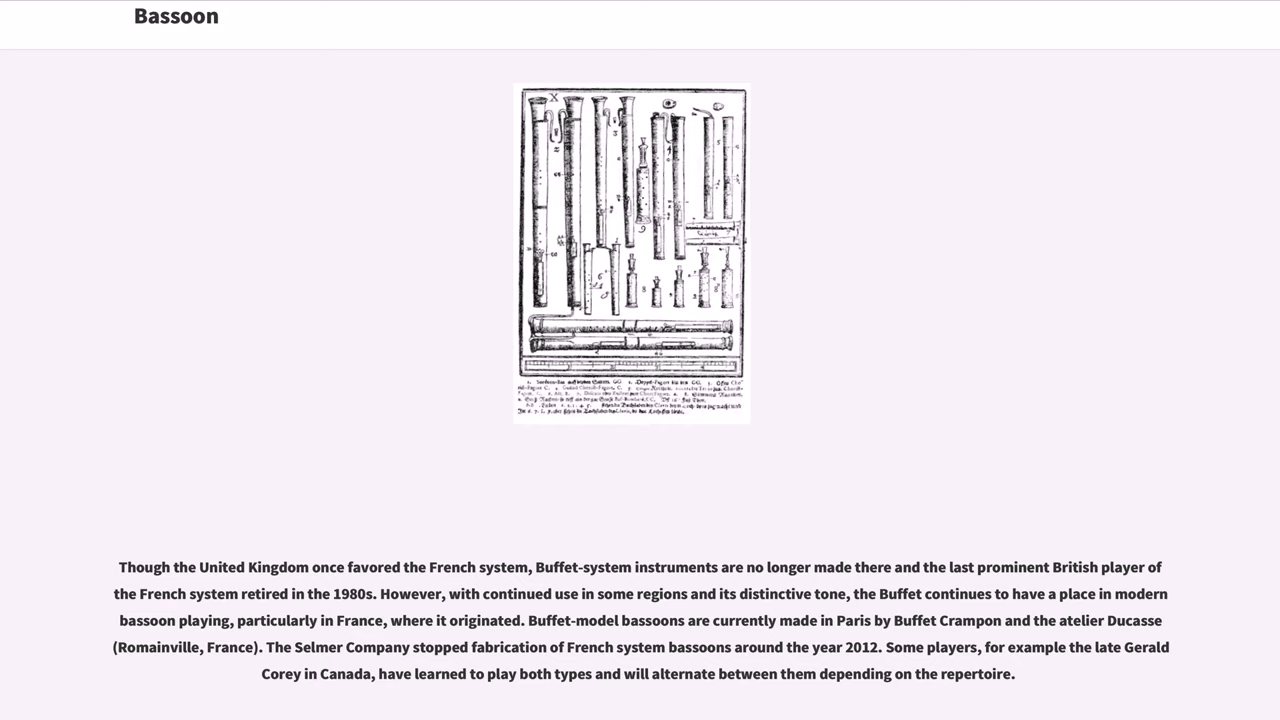 Bassoon
X
Though the United Kingdom once favored the French system, Buffet-system instruments are no longer made there and the last prominent British player of
the French system retired in the 1980s. However, with continued use in some regions and its distinctive tone, the Buffet continues to have a place in modern
bassoon playing, particularly in France, where it originated. Buffet-model bassoons are currently made in Paris by Buffet Crampon and the atelier Ducasse
(Romainville, France). The Selmer Company stopped fabrication of French system bassoons around the year 2012. Some players, for example the late Gerald
Corey in Canada, have learned to play both types and will alternate between them depending on the repertoire.